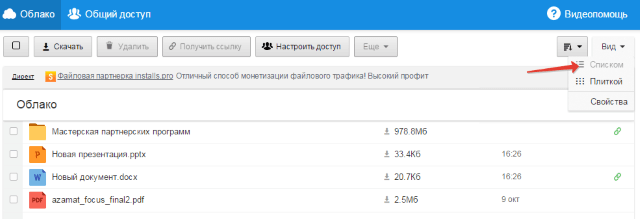 Облако Общий доступ Видеопомощь
Скачать Удалить Получить ссылку Настроить доступ Еще Вид
Списком
Плиткой
Свойства
Директ Файловая партнерка installs.pro Отличный способ монетизации файлового трафика! Высокий профит
Облако
Мастерская партнерских программ 978.8Мб
P Новая презентация.pptx 33.4Кб 16:26
W Новый документ.docx 20.7Кб 16:26
PDF azamat_focus_final2.pdf 2.5Мб 9 окт